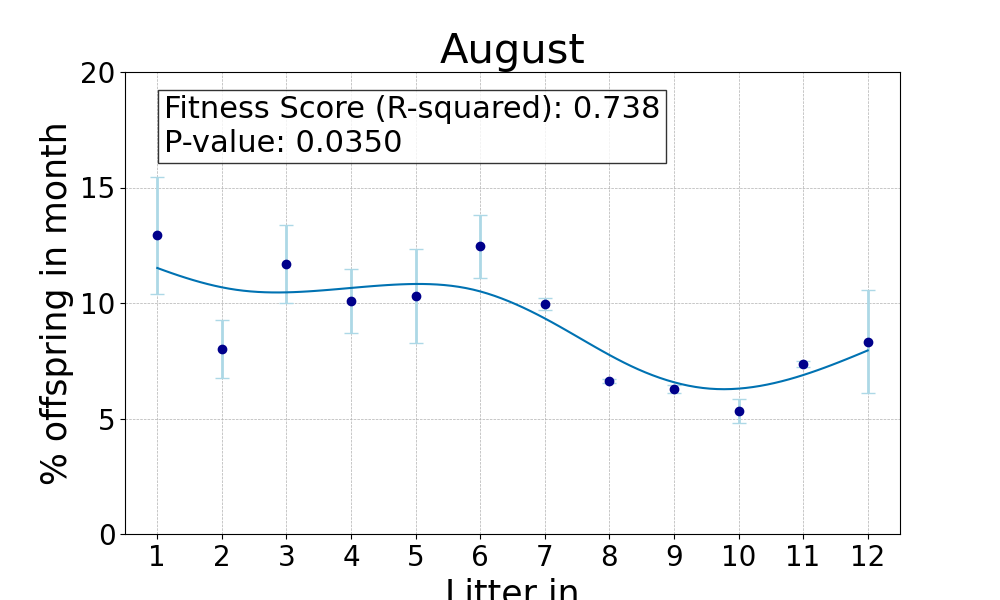 August
Fitness Score (R-squared): 0.738
P-value: 0.0350
% offspring in month
20
15
10
5
0
1 2 3 4 5 6 7 8 9 10 11 12
Litter in